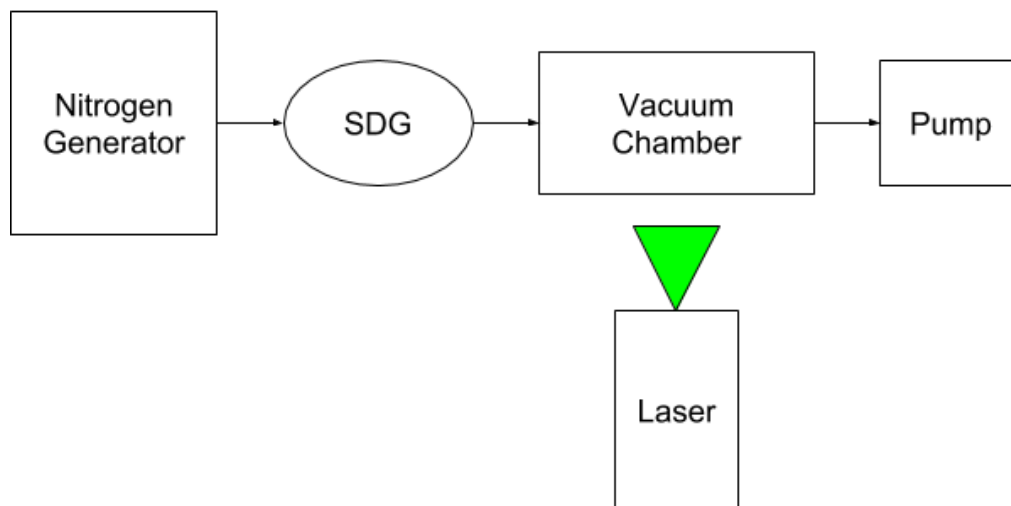 Nitrogen
Generator
SDG
Vacuum
Chamber
Pump
Laser